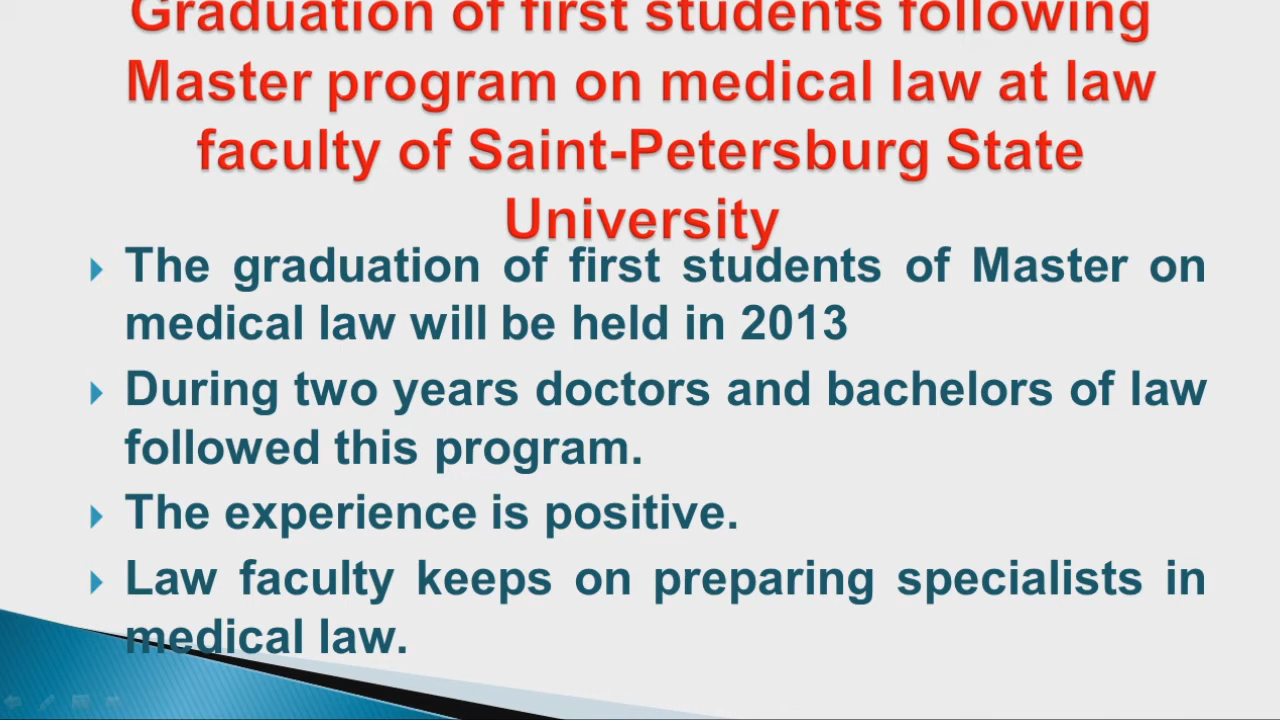 Graduation of first students following
Master program on medical law at law
faculty of Saint-Petersburg State
University
The graduation of first students of Master on
medical law will be held in 2013
During two years doctors and bachelors of law
followed this program.
The experience is positive.
Law faculty keeps on preparing specialists in
medical law.